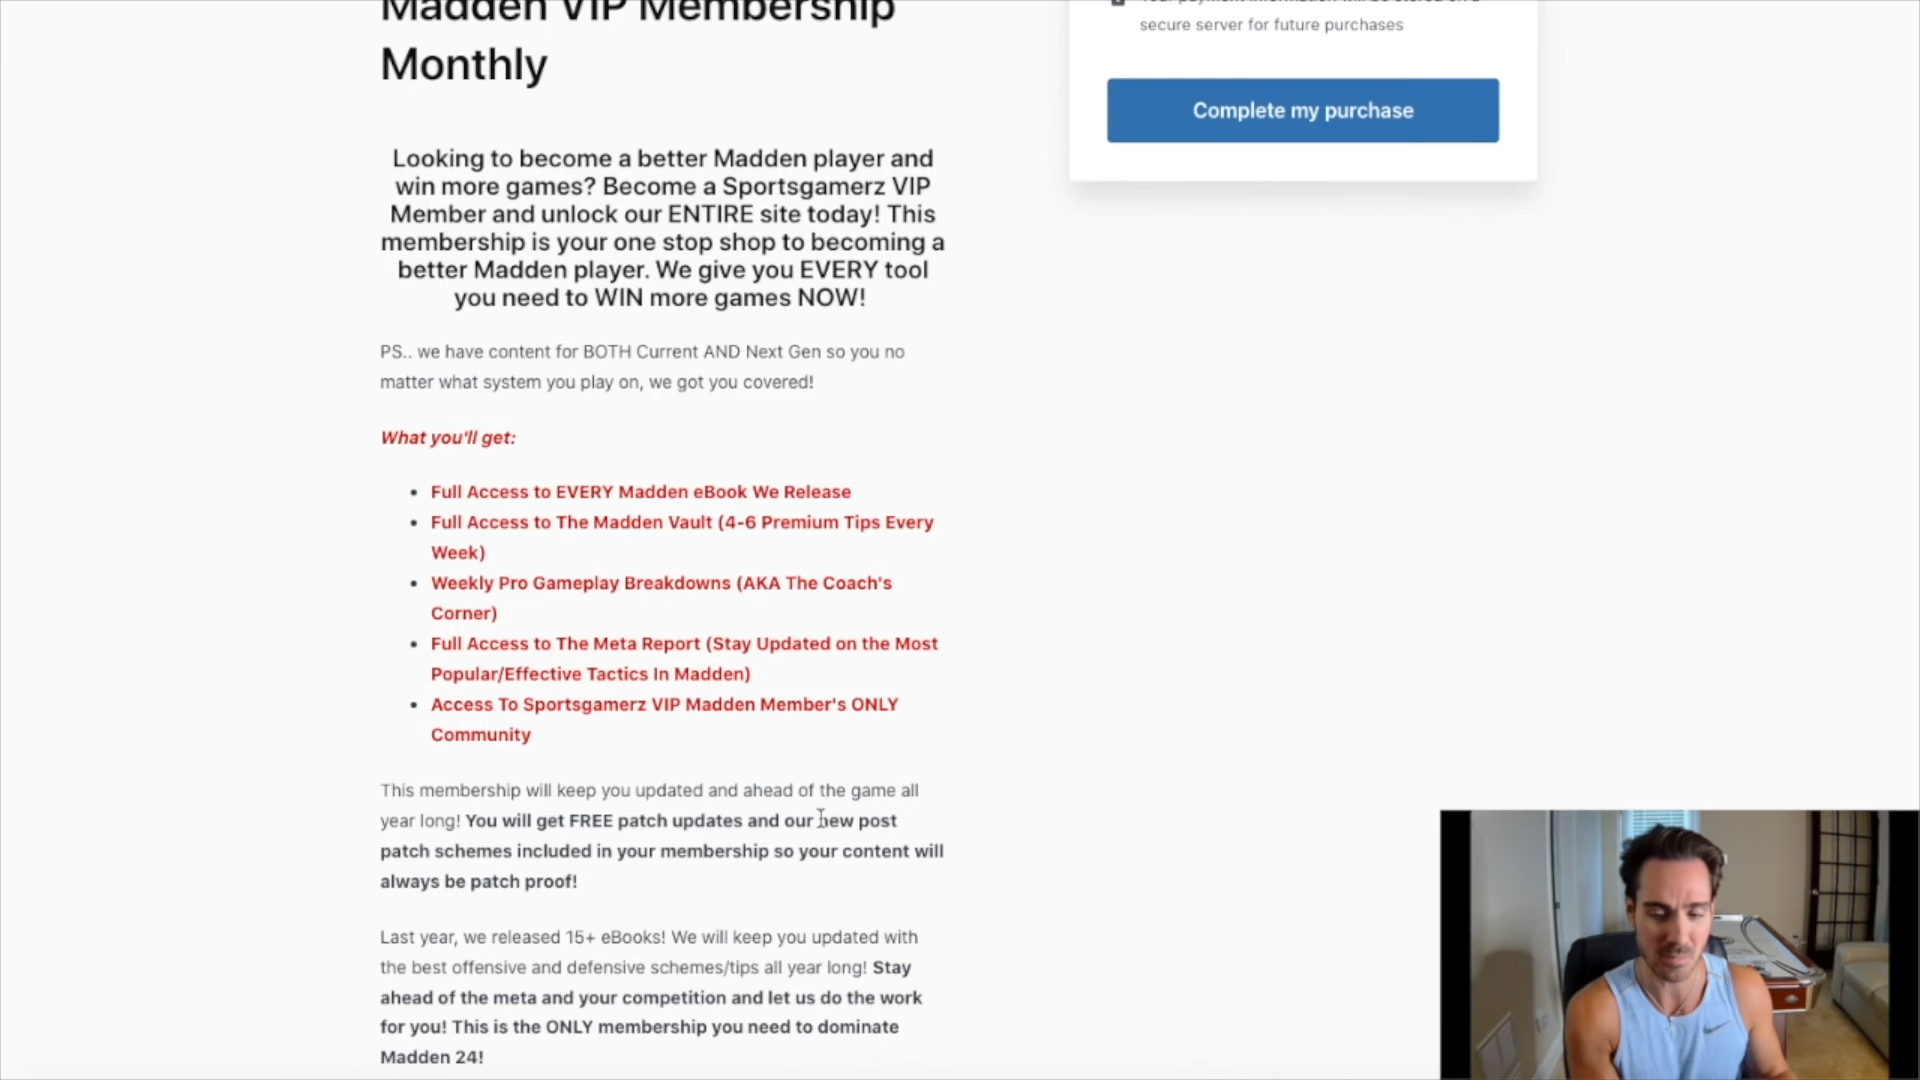 Madden VIP Membership
Monthly
Looking to become a better Madden player and
win more games? Become a Sportsgamerz VIP
Member and unlock our ENTIRE site today! This
membership is your one stop shop to becoming a
better Madden player. We give you EVERY tool
you need to WIN more games NOW!
PS.. we have content for BOTH Current AND Next Gen so you no
matter what system you play on, we got you covered!
What you'll get:
• Full Access to EVERY Madden eBook We Release
• Full Access to The Madden Vault (4-6 Premium Tips Every
Week)
• Weekly Pro Gameplay Breakdowns (AKA The Coach's
Corner)
• Full Access to The Meta Report (Stay Updated on the Most
Popular/Effective Tactics In Madden)
• Access To Sportsgamerz VIP Madden Member's ONLY
Community
This membership will keep you updated and ahead of the game all
year long! You will get FREE patch updates and our new post
patch schemes included in your membership so your content will
always be patch proof!
Last year, we released 15+ eBooks! We will keep you updated with
the best offensive and defensive schemes/tips all year long! Stay
ahead of the meta and your competition and let us do the work
for you! This is the ONLY membership you need to dominate
Madden 24!
Your payment information will be stored on a
secure server for future purchases
Complete my purchase